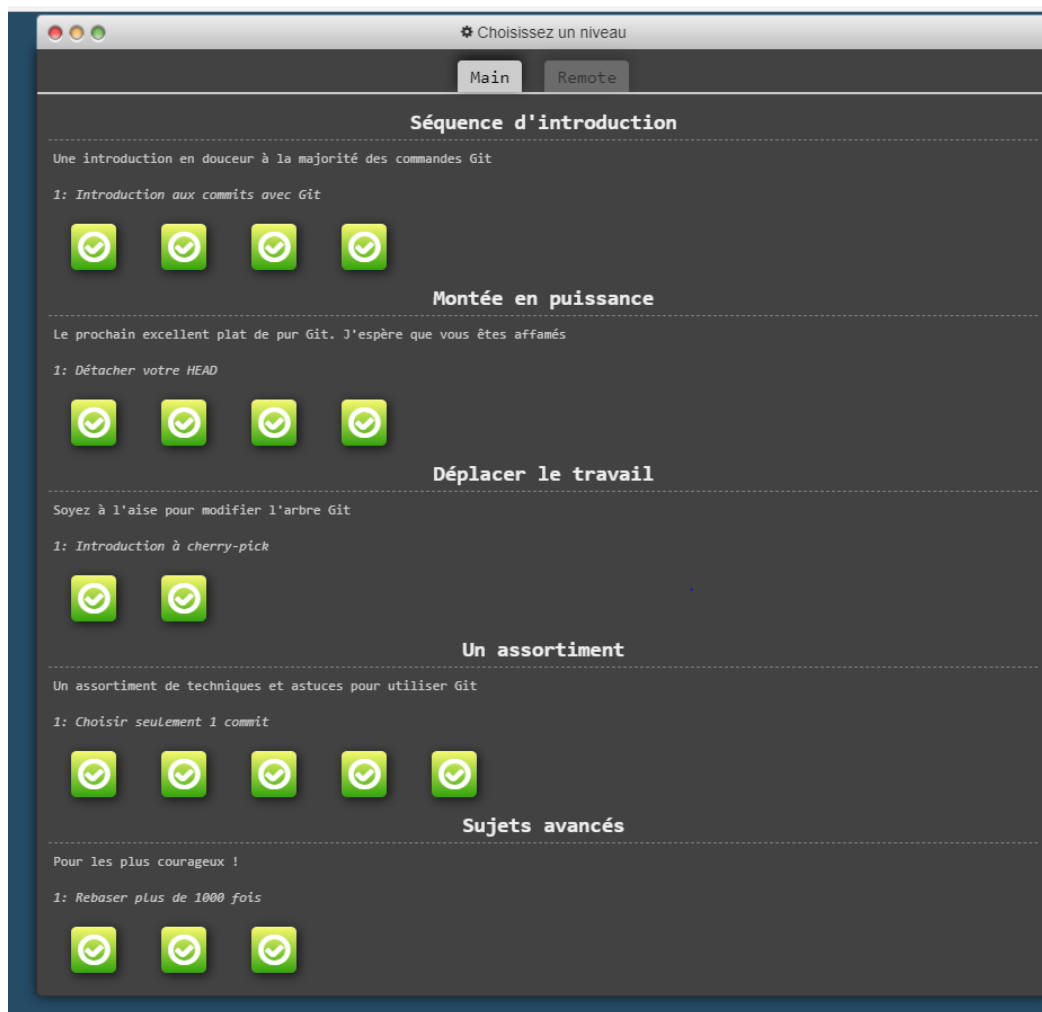 Choisissez un niveau
Main
Remote
Séquence d'introduction
Une introduction en douceur à la majorité des commandes Git
1: Introduction aux commits avec Git
Montée en puissance
Le prochain excellent plat de pur Git. J'espère que vous êtes affamés
1: Détacher votre HEAD
Déplacer le travail
Soyez à l'aise pour modifier l'arbre Git
1: Introduction à cherry-pick
Un assortiment
Un assortiment de techniques et astuces pour utiliser Git
1: Choisir seulement 1 commit
Sujets avancés
Pour les plus courageux !
1: Rebaser plus de 1000 fois